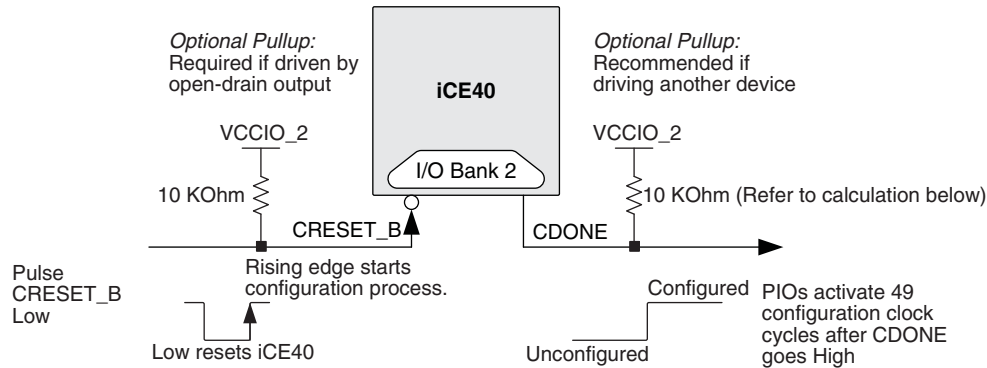 Optional Pullup:
Required if driven by
open-drain output
VCCIO_2
10 KOhm
iCE40
I/O Bank 2
Optional Pullup:
Recommended if
driving another device
VCCIO_2
10 KOhm (Refer to calculation below)
CRESET_B
CDONE
Pulse
CRESET_B
Low
Rising edge starts
configuration process.
Low resets iCE40
Configured
Unconfigured
PIOs activate 49
configuration clock
cycles after CDONE
goes High